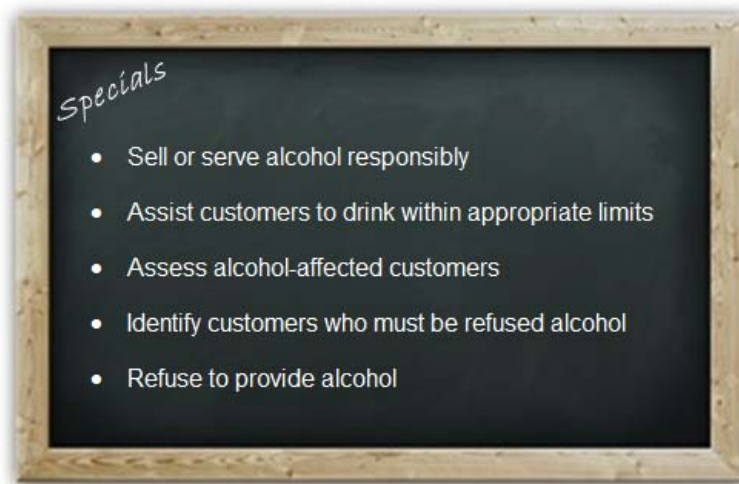 Specials
• Sell or serve alcohol responsibly
• Assist customers to drink within appropriate limits
• Assess alcohol-affected customers
• Identify customers who must be refused alcohol
• Refuse to provide alcohol